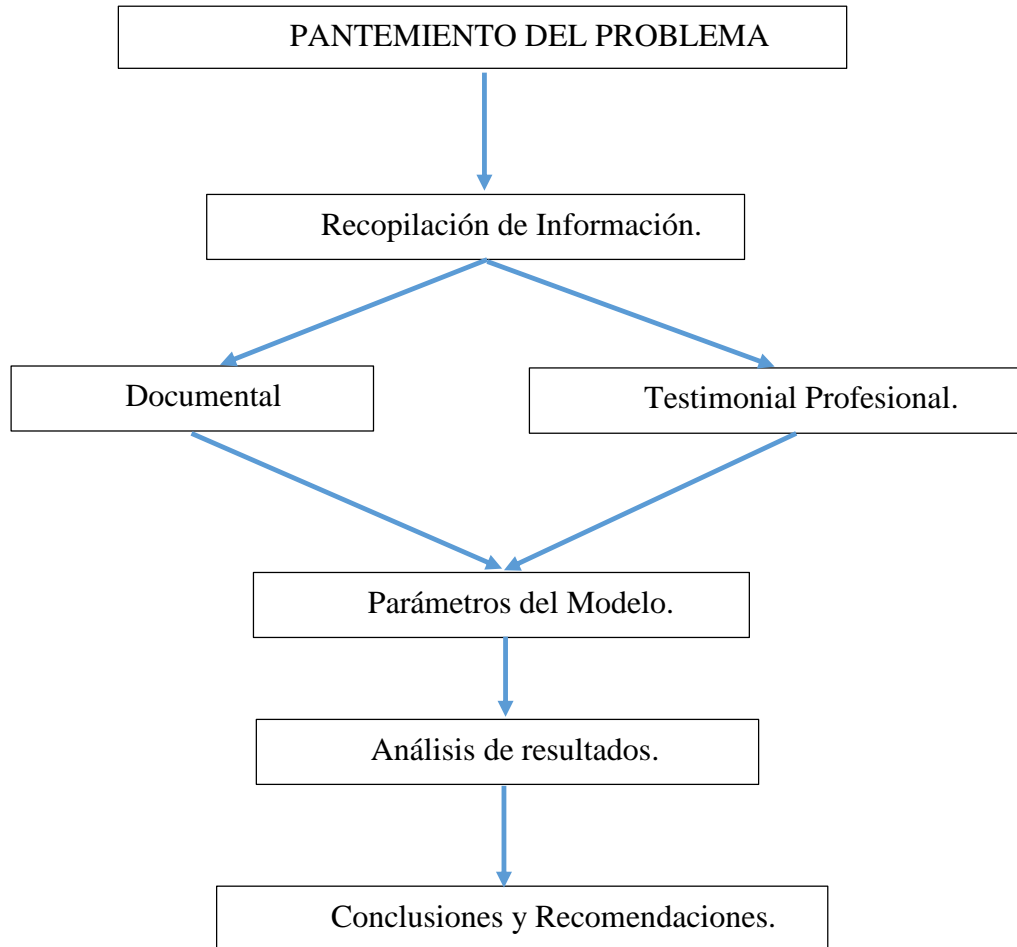 PANTEMIENTO DEL PROBLEMA
Recopilación de Información.
Documental
Testimonial Profesional.
Parámetros del Modelo.
Análisis de resultados.
Conclusiones y Recomendaciones.